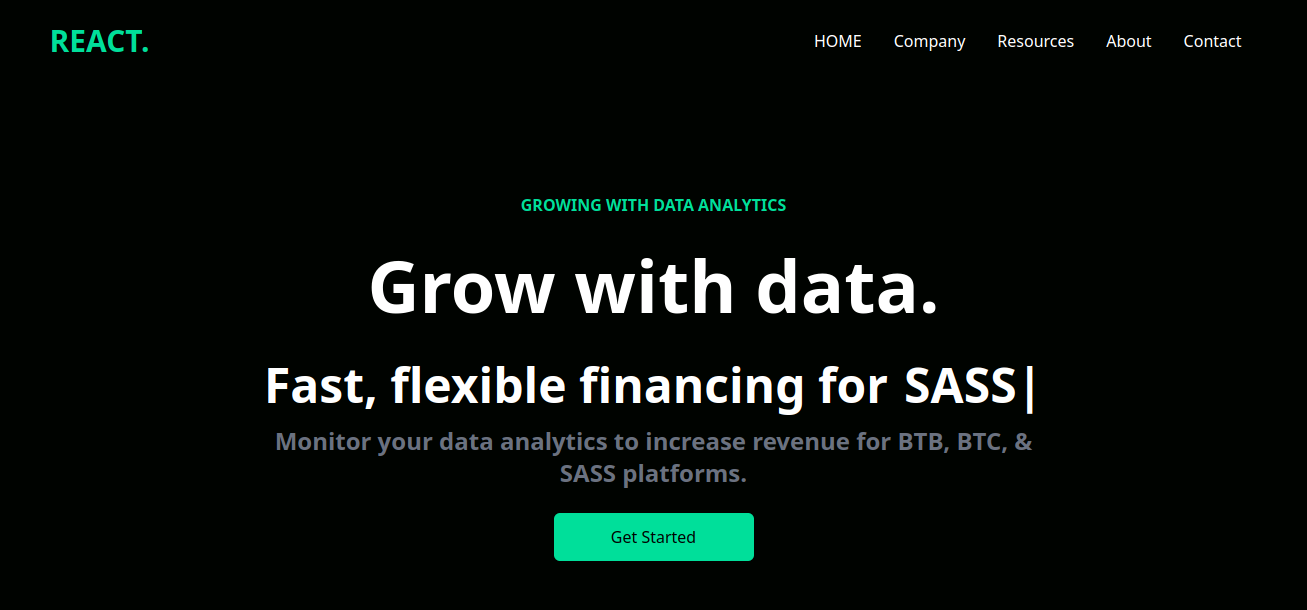 REACT.
HOME Company Resources About Contact
GROWING WITH DATA ANALYTICS
Grow with data.
Fast, flexible financing for SASS|
Monitor your data analytics to increase revenue for BTB, BTC, &
SASS platforms.
Get Started